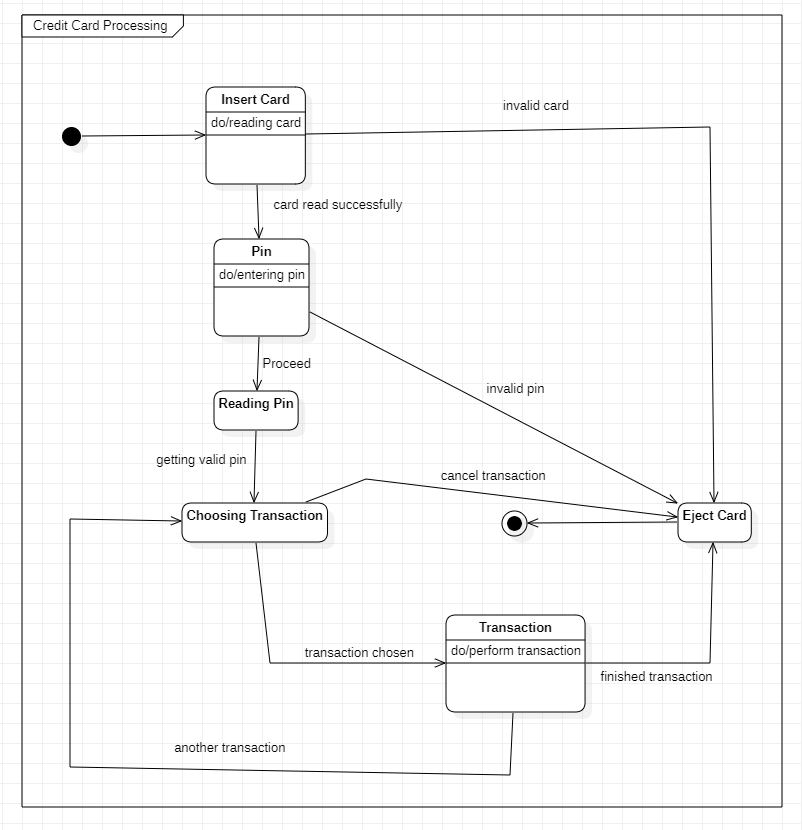 Credit Card Processing
Insert Card
do/reading card
invalid card
card read successfully
Pin
do/entering pin
Proceed
invalid pin
Reading Pin
getting valid pin
cancel transaction
Choosing Transaction
Eject Card
Transaction
do/perform transaction
transaction chosen
finished transaction
another transaction